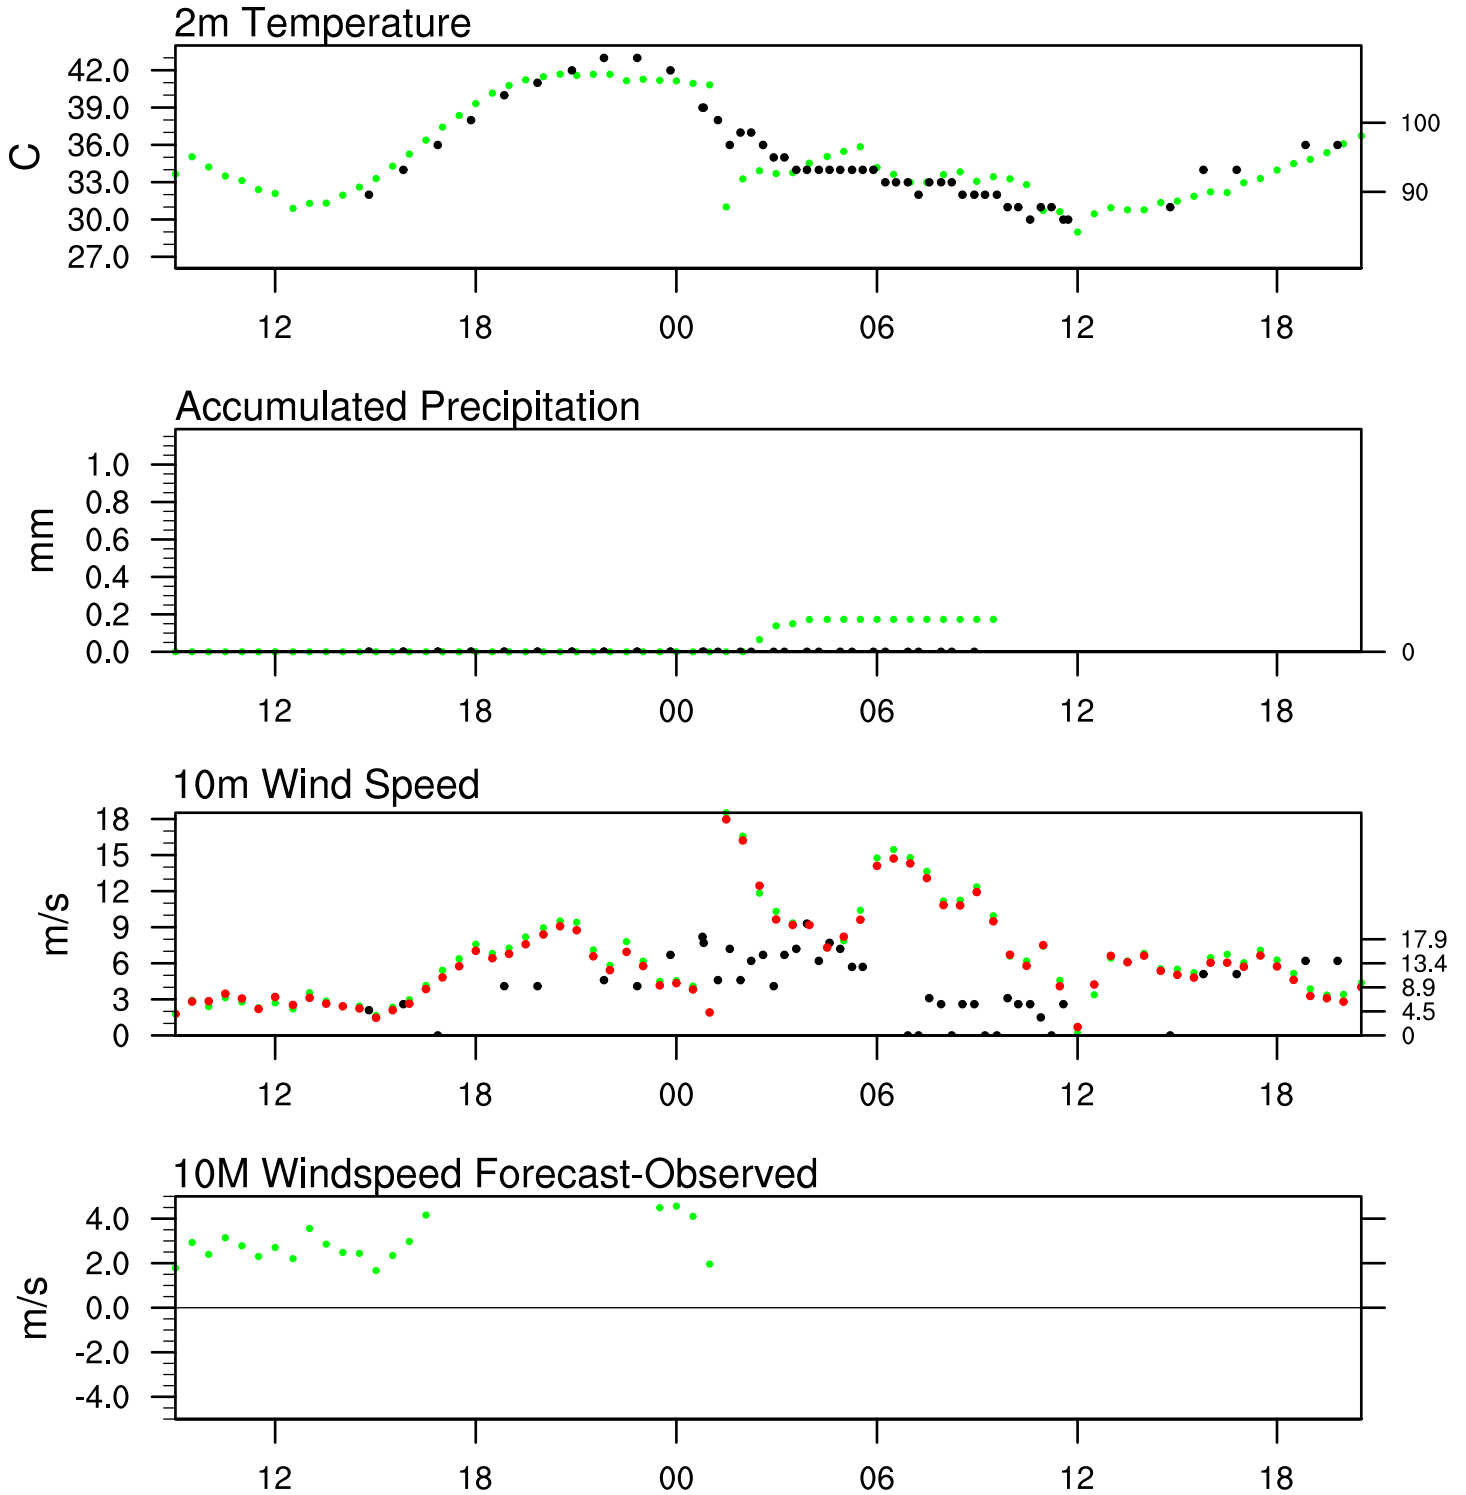 2m Temperature
42.0
39.0
36.0
33.0
30.0
27.0
C
100
90
12 18 00 06 12 18
Accumulated Precipitation
1.0
0.8
0.6
0.4
0.2
0.0
mm
0
12 18 00 06 12 18
10m Wind Speed
18
15
12
9
6
3
0
m/s
17.9
13.4
8.9
4.5
0
12 18 00 06 12 18
10M Windspeed Forecast-Observed
4.0
2.0
0.0
-2.0
-4.0
m/s
12 18 00 06 12 18